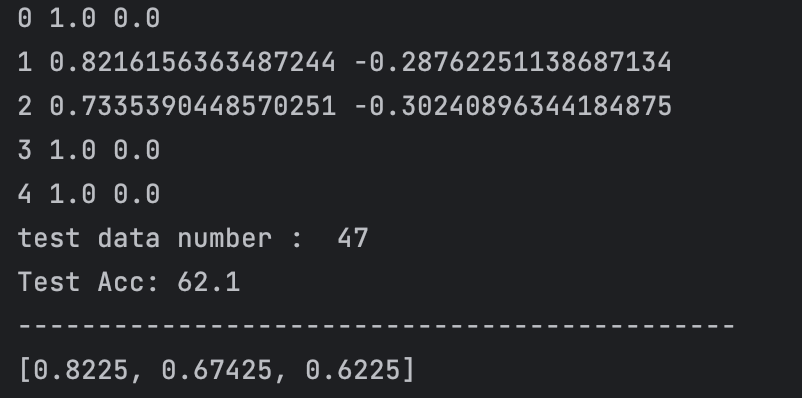 0 1.0 0.0
1 0.8216156363487244 -0.28762251138687134
2 0.7335390448570251 -0.30240896344184875
3 1.0 0.0
4 1.0 0.0
test data number :  47
Test Acc: 62.1
---------------------------------------------
[0.8225, 0.67425, 0.6225]